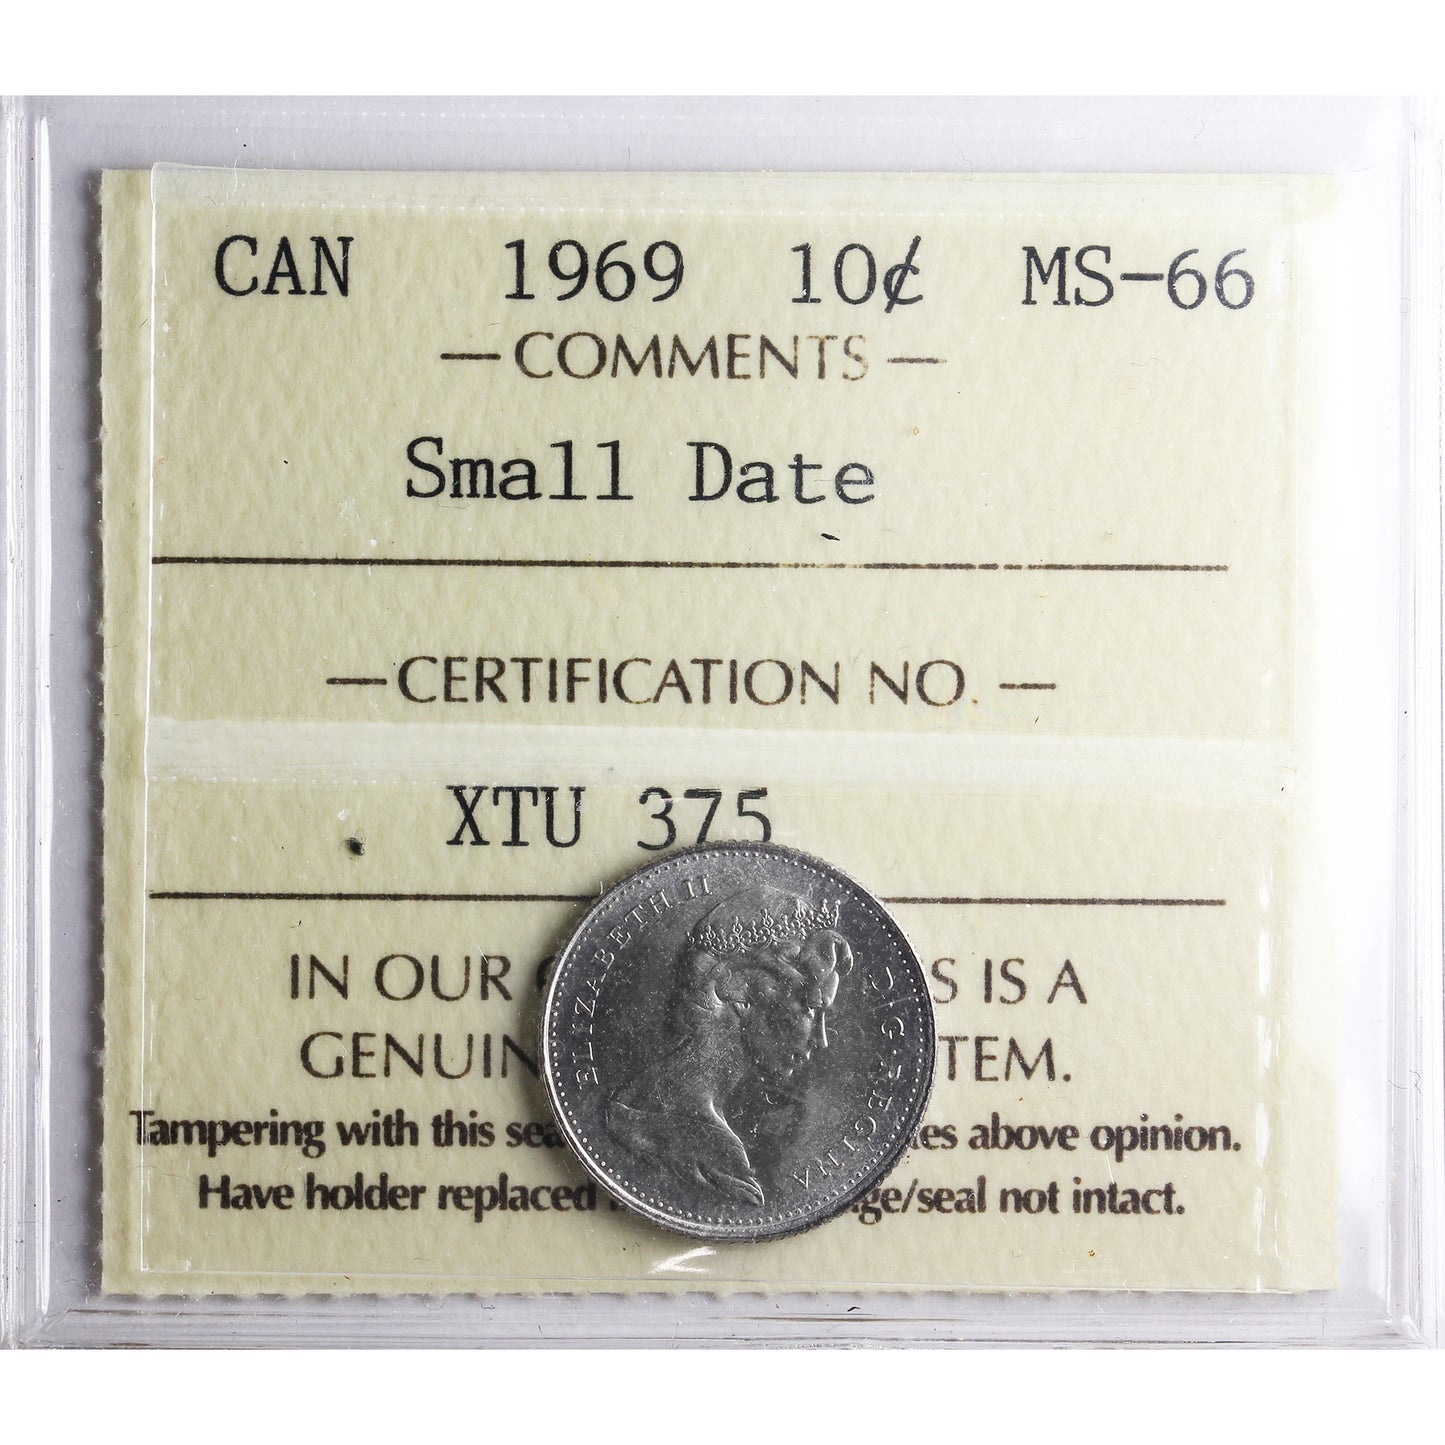 CAN 1969 10¢ MS-66
— COMMENTS —
Small Date
— CERTIFICATION NO. —
XTU 375
IN OUR S IS A
GENUIN TEM.
Tampering with this sea es above opinion.
Have holder replaced ge/seal not intact.
ELIZABETH II D·G·REGINA